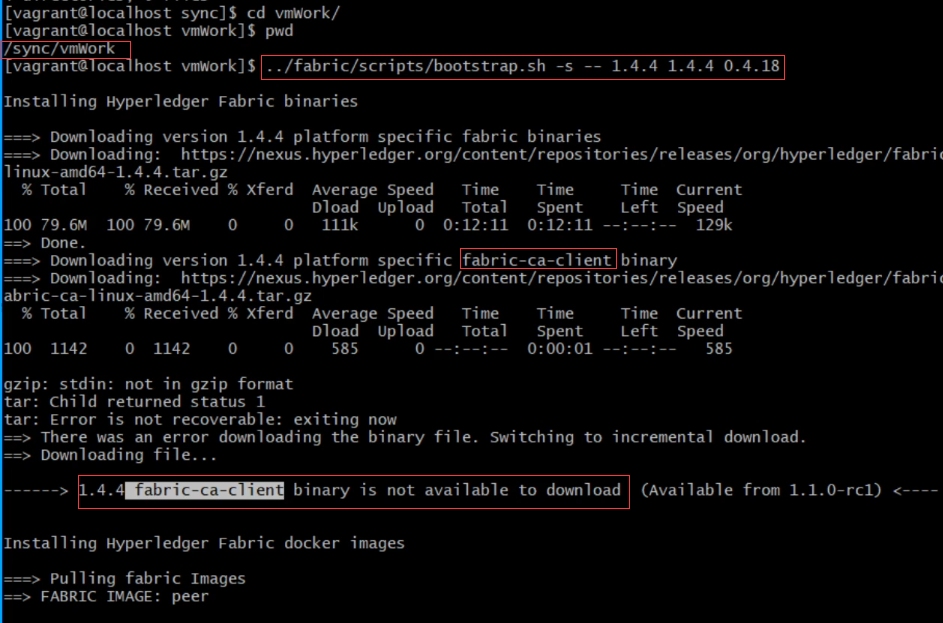 [vagrant@localhost sync]$ cd vmWork/
[vagrant@localhost vmWork]$ pwd
/sync/vmWork
[vagrant@localhost vmWork]$ ../fabric/scripts/bootstrap.sh -s -- 1.4.4 1.4.4 0.4.18
Installing Hyperledger Fabric binaries
===> Downloading version 1.4.4 platform specific fabric binaries
===> Downloading:  https://nexus.hyperledger.org/content/repositories/releases/org/hyperledger/fabric
linux-amd64-1.4.4.tar.gz
  % Total    % Received % Xferd  Average Speed   Time    Time     Time  Current
                                 Dload  Upload   Total   Spent    Left  Speed
100 79.6M  100 79.6M    0     0   111k      0  0:12:11  0:12:11 --:--:--  129k
==> Done.
===> Downloading version 1.4.4 platform specific fabric-ca-client binary
===> Downloading:  https://nexus.hyperledger.org/content/repositories/releases/org/hyperledger/fabric
abric-ca-linux-amd64-1.4.4.tar.gz
  % Total    % Received % Xferd  Average Speed   Time    Time     Time  Current
                                 Dload  Upload   Total   Spent    Left  Speed
100  1142    0  1142    0     0    585      0 --:--:--  0:00:01 --:--:--   585
gzip: stdin: not in gzip format
tar: Child returned status 1
tar: Error is not recoverable: exiting now
==> There was an error downloading the binary file. Switching to incremental download.
==> Downloading file...
------> 1.4.4 fabric-ca-client binary is not available to download  (Available from 1.1.0-rc1) <----
Installing Hyperledger Fabric docker images
===> Pulling fabric Images
==> FABRIC IMAGE: peer